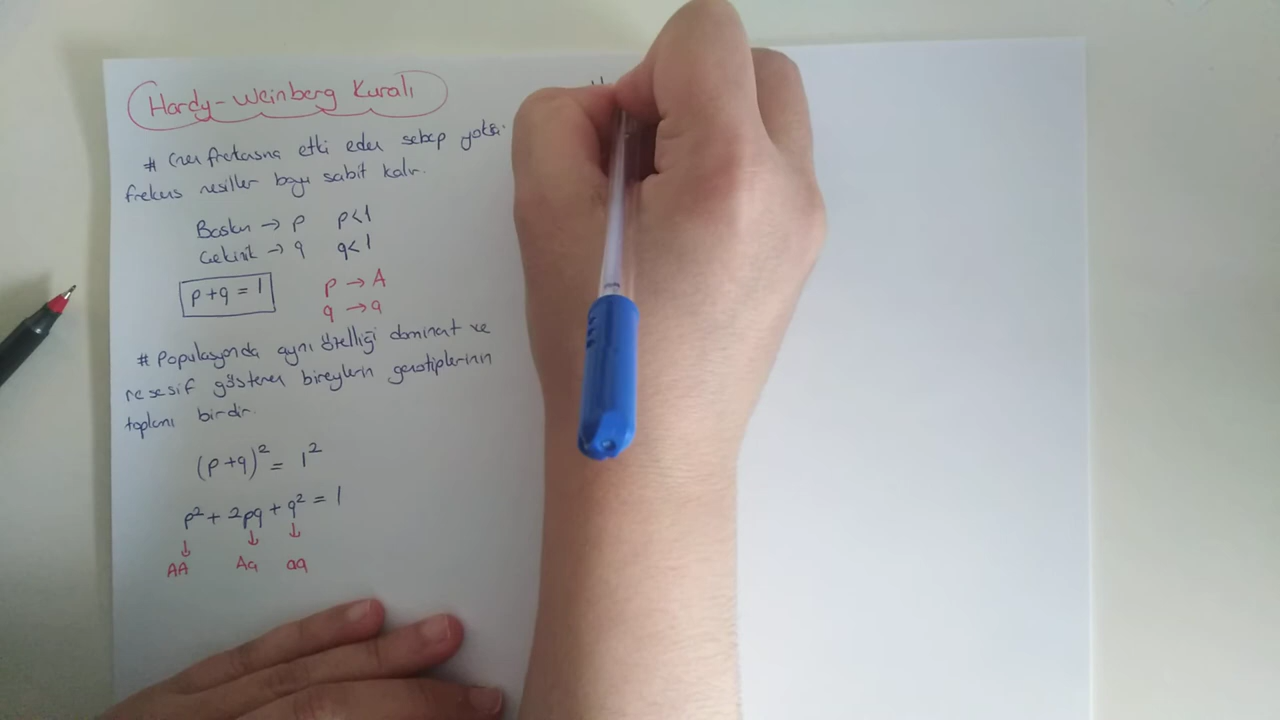 Hardy-Weinberg Kuralı
# Gen frekansına etki eden sebep yoksa
frekans nesiller boyu sabit kalır.
Baskın → p p<1
Çekinik → q q<1
p+q = 1
p → A
q → a
# Populasyonda aynı özelliği dominant ve
resesif gösteren bireylerin genotiplerinin
toplamı birdir.
(p+q)² = 1²
p² + 2pq + q² = 1
↓ ↓ ↓
AA Aa aa